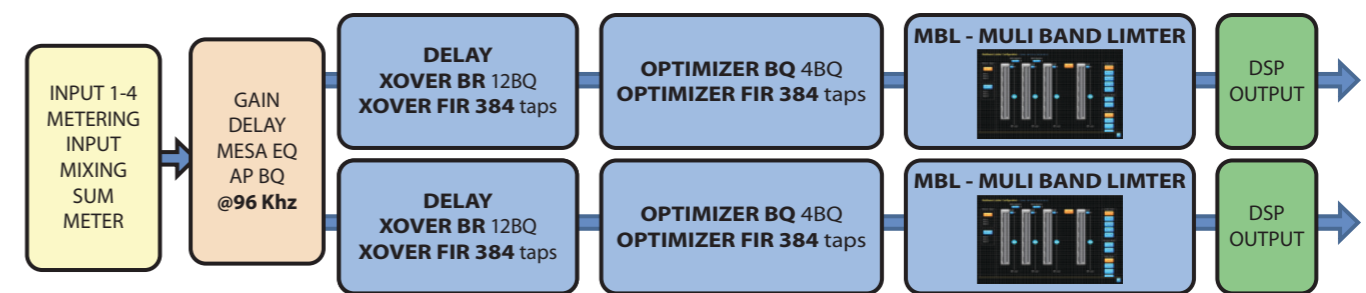 INPUT 1-4
METERING
INPUT
MIXING
SUM
METER
GAIN
DELAY
MESA EQ
AP BQ
@96 Khz
DELAY
XOVER BR 12BQ
XOVER FIR 384 taps
OPTIMIZER BQ 4BQ
OPTIMIZER FIR 384 taps
MBL - MULI BAND LIMTER
DSP
OUTPUT
DELAY
XOVER BR 12BQ
XOVER FIR 384 taps
OPTIMIZER BQ 4BQ
OPTIMIZER FIR 384 taps
MBL - MULI BAND LIMTER
DSP
OUTPUT